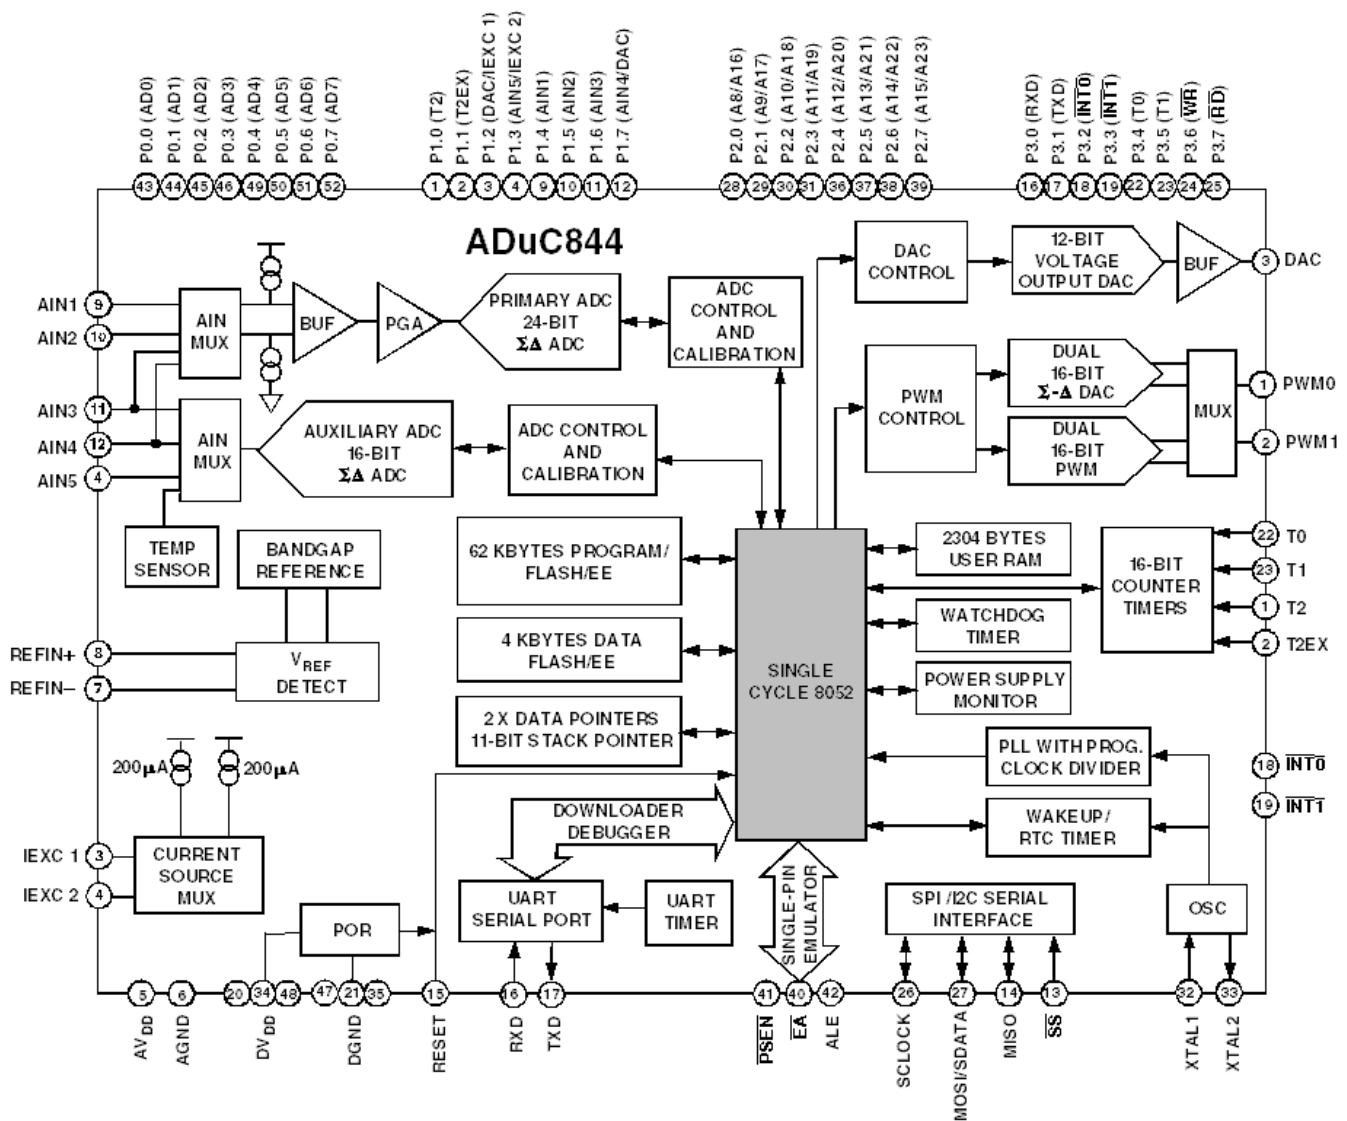 P0.0 (AD0)
P0.1 (AD1)
P0.2 (AD2)
P0.3 (AD3)
P0.4 (AD4)
P0.5 (AD5)
P0.6 (AD6)
P0.7 (AD7)
P1.0 (T2)
P1.1 (T2EX)
P1.2 (DAC/IEXC 1)
P1.3 (AIN5/IEXC 2)
P1.4 (AIN1)
P1.5 (AIN2)
P1.6 (AIN3)
P1.7 (AIN4/DAC)
P2.0 (A8/A16)
P2.1 (A9/A17)
P2.2 (A10/A18)
P2.3 (A11/A19)
P2.4 (A12/A20)
P2.5 (A13/A21)
P2.6 (A14/A22)
P2.7 (A15/A23)
P3.0 (RXD)
P3.1 (TXD)
P3.2 (INT0)
P3.3 (INT1)
P3.4 (T0)
P3.5 (T1)
P3.6 (WR)
P3.7 (RD)
43 44 45 46 49 50 51 52
1 2 3 4 9 10 11 12
28 29 30 31 36 37 38 39
16 17 18 19 22 23 24 25
ADuC844
AIN1 9
AIN2 10
AIN3 11
AIN4 12
AIN5 4
AIN
MUX
BUF
PGA
PRIMARY ADC
24-BIT
ΣΔ ADC
ADC
CONTROL
AND
CALIBRATION
DAC
CONTROL
12-BIT
VOLTAGE
OUTPUT DAC
BUF
3 DAC
AIN
MUX
AUXILIARY ADC
16-BIT
ΣΔ ADC
ADC CONTROL
AND
CALIBRATION
PWM
CONTROL
DUAL
16-BIT
Σ-Δ DAC
DUAL
16-BIT
PWM
MUX
1 PWM0
2 PWM1
TEMP
SENSOR
BANDGAP
REFERENCE
REFIN+ 8
REFIN− 7
VREF
DETECT
62 KBYTES PROGRAM/
FLASH/EE
4 KBYTES DATA
FLASH/EE
2 X DATA POINTERS
11-BIT STACK POINTER
SINGLE
CYCLE 8052
2304 BYTES
USER RAM
WATCHDOG
TIMER
POWER SUPPLY
MONITOR
16-BIT
COUNTER
TIMERS
22 T0
23 T1
1 T2
2 T2EX
PLL WITH PROG.
CLOCK DIVIDER
WAKEUP/
RTC TIMER
18 INT0
19 INT1
200µA
200µA
IEXC 1 3
IEXC 2 4
CURRENT
SOURCE
MUX
DOWNLOADER
DEBUGGER
POR
UART
SERIAL PORT
UART
TIMER
SINGLE-PIN
EMULATOR
SPI /I2C SERIAL
INTERFACE
OSC
5 6 20 34 48 47 21 35 15 16 17 41 40 42 26 27 14 13 32 33
AVDD
AGND
DVDD
DGND
RESET
RXD
TXD
PSEN
EA
ALE
SCLOCK
MOSI/SDATA
MISO
SS
XTAL1
XTAL2